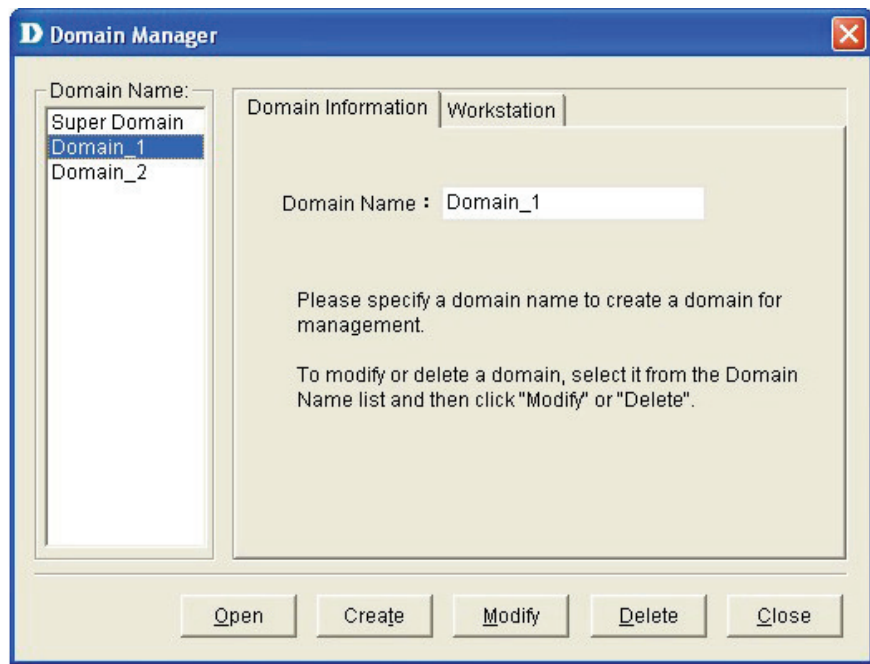 D Domain Manager
Domain Name:
Super Domain
Domain_1
Domain_2
Domain Information
Workstation
Domain Name : Domain_1
Please specify a domain name to create a domain for
management.
To modify or delete a domain, select it from the Domain
Name list and then click "Modify" or "Delete".
Open
Create
Modify
Delete
Close